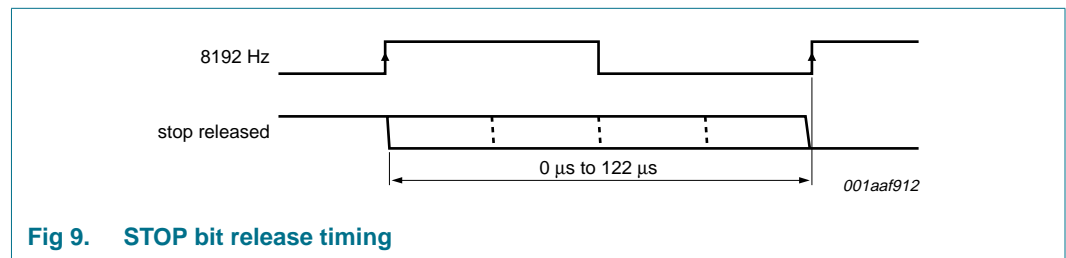 8192 Hz
stop released
0 μs to 122 μs
001aaf912
Fig 9. STOP bit release timing